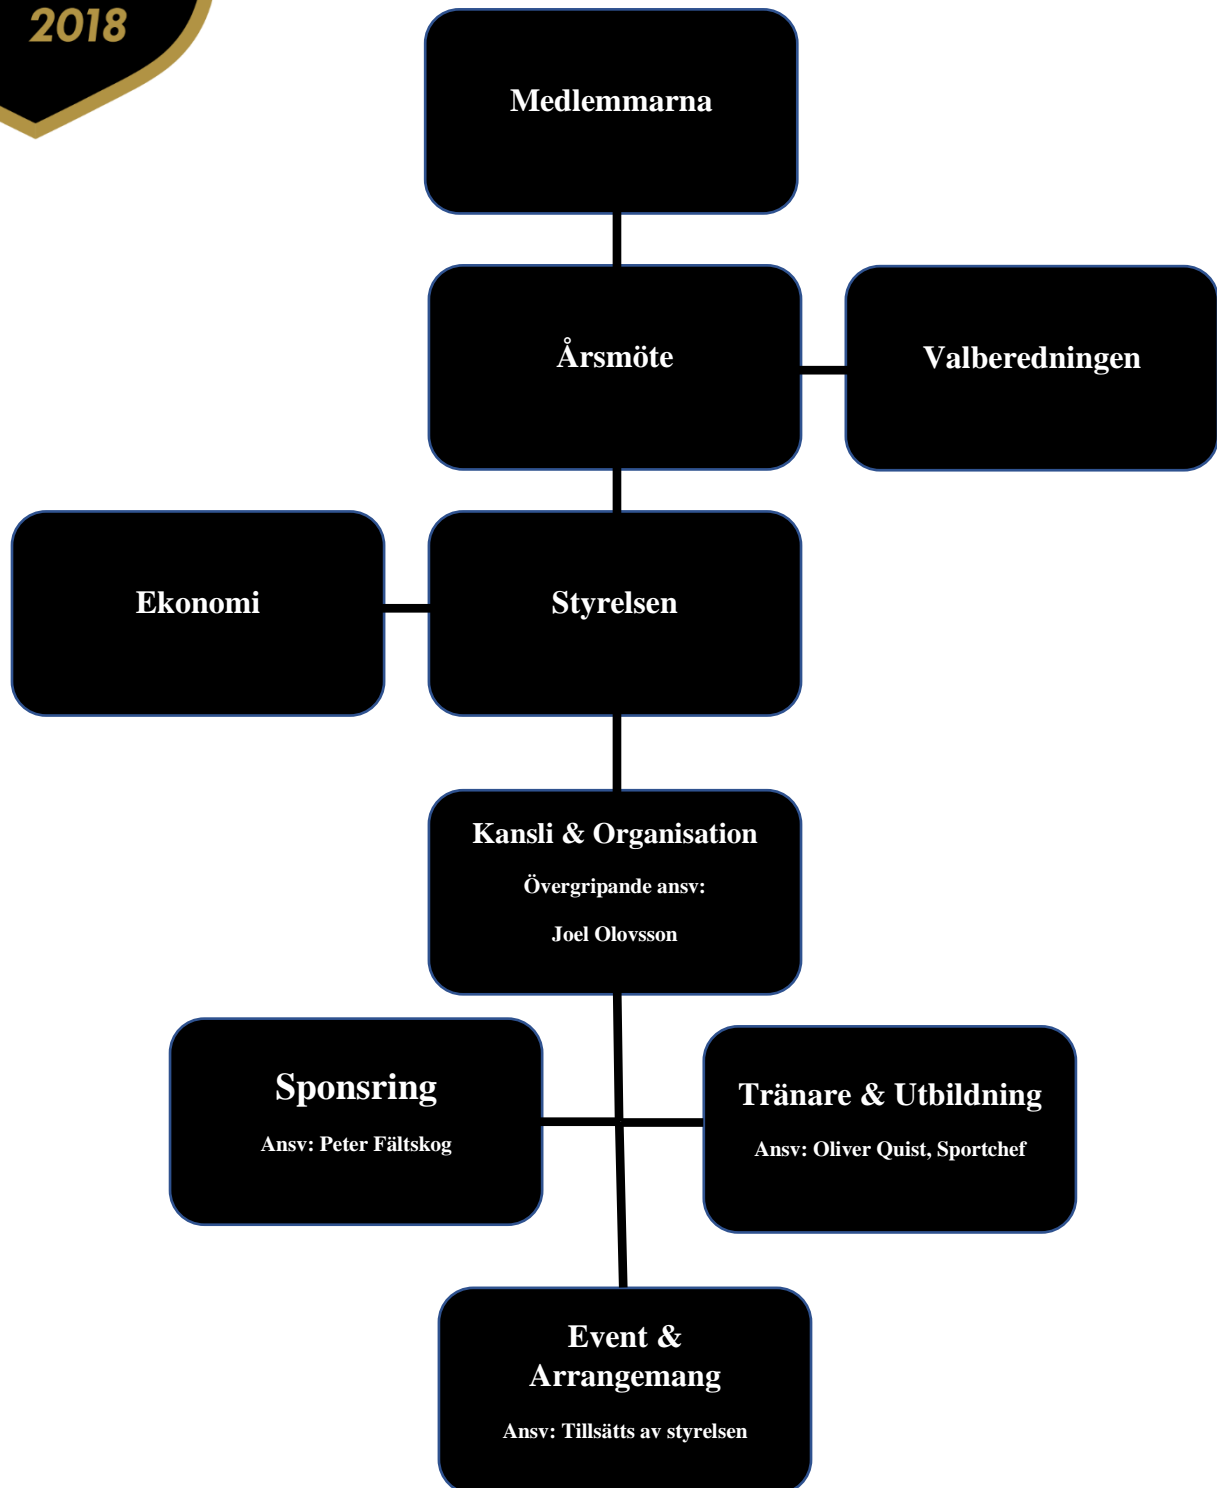 2018
Medlemmarna
Årsmöte
Valberedningen
Ekonomi
Styrelsen
Kansli & Organisation
Övergripande ansv:
Joel Olovsson
Sponsring
Ansv: Peter Fältskog
Tränare & Utbildning
Ansv: Oliver Quist, Sportchef
Event &
Arrangemang
Ansv: Tillsätts av styrelsen